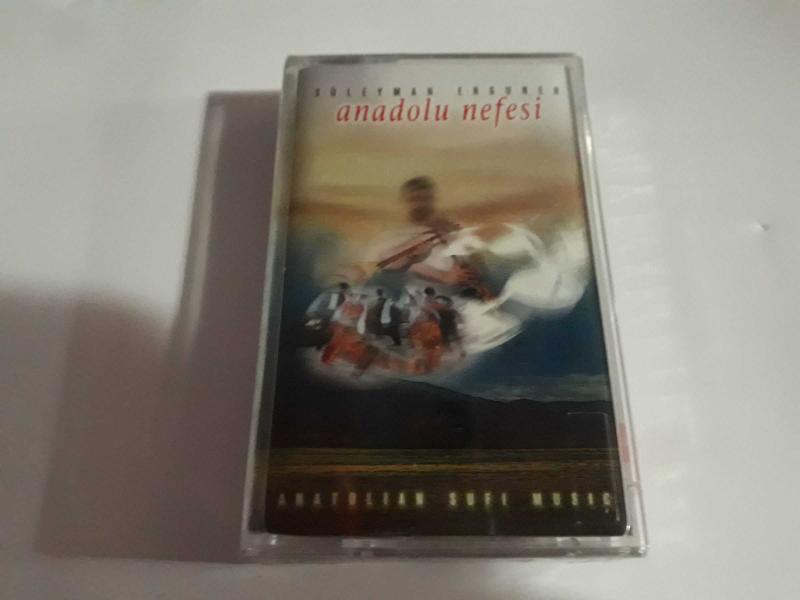 SÜLEYMAN ERGUNER
anadolu nefesi
ANATOLIAN SUFI MUSIC